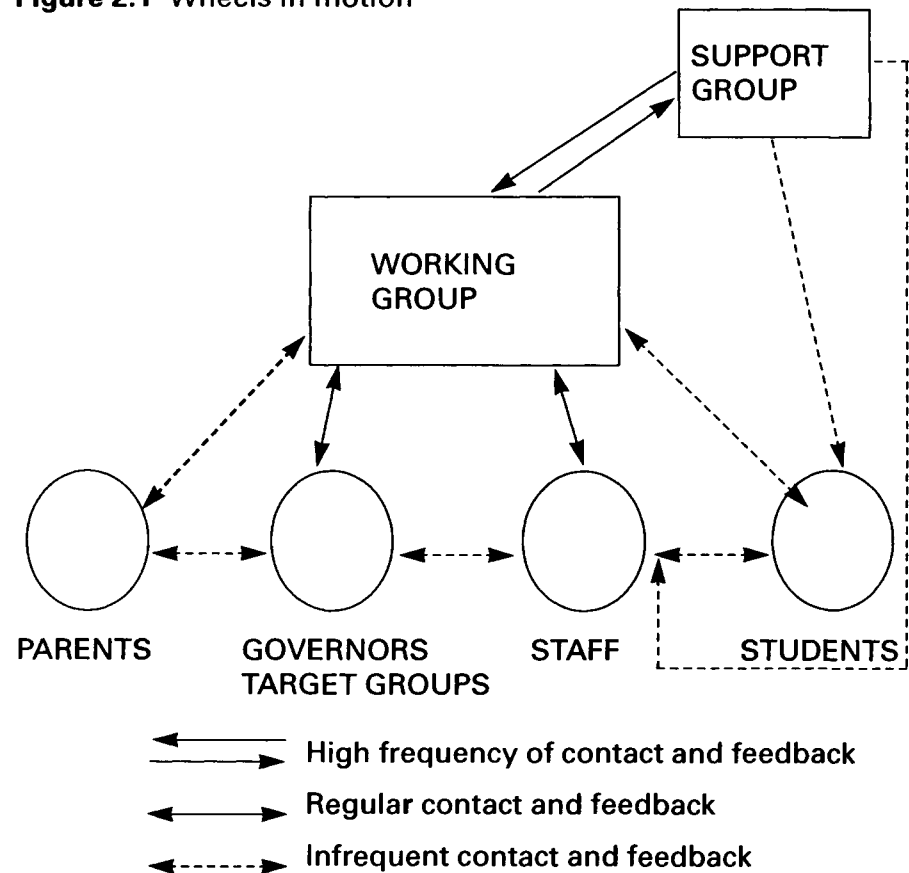 Figure 2.1 Wheels in motion
SUPPORT
GROUP
WORKING
GROUP
PARENTS
GOVERNORS
TARGET GROUPS
STAFF
STUDENTS
High frequency of contact and feedback
Regular contact and feedback
Infrequent contact and feedback